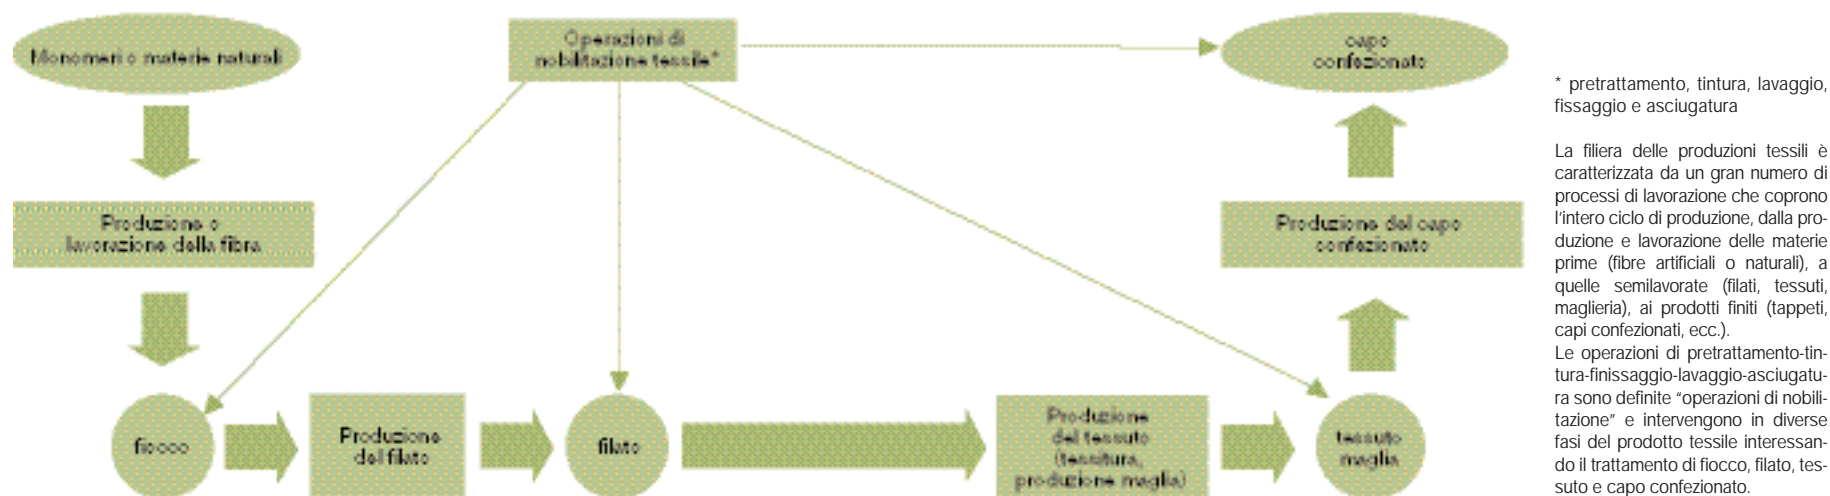 Monomeri o materie naturali
Operazioni di
nobilitazione tessile*
capo
confezionato
Produzione o
lavorazione della fibra
Produzione del capo
confezionato
fiocco
Produzione
del filato
filato
Produzione
del tessuto
(tessitura,
produzione maglia)
tessuto
maglia
* pretrattamento, tintura, lavaggio,
fissaggio e asciugatura
La filiera delle produzioni tessili è
caratterizzata da un gran numero di
processi di lavorazione che coprono
l'intero ciclo di produzione, dalla pro-
duzione e lavorazione delle materie
prime (fibre artificiali o naturali), a
quelle semilavorate (filati, tessuti,
maglieria), ai prodotti finiti (tappeti,
capi confezionati, ecc.).
Le operazioni di pretrattamento-tin-
tura-finissaggio-lavaggio-asciugatu-
ra sono definite "operazioni di nobili-
tazione" e intervengono in diverse
fasi del prodotto tessile interessan-
do il trattamento di fiocco, filato, tes-
suto e capo confezionato.